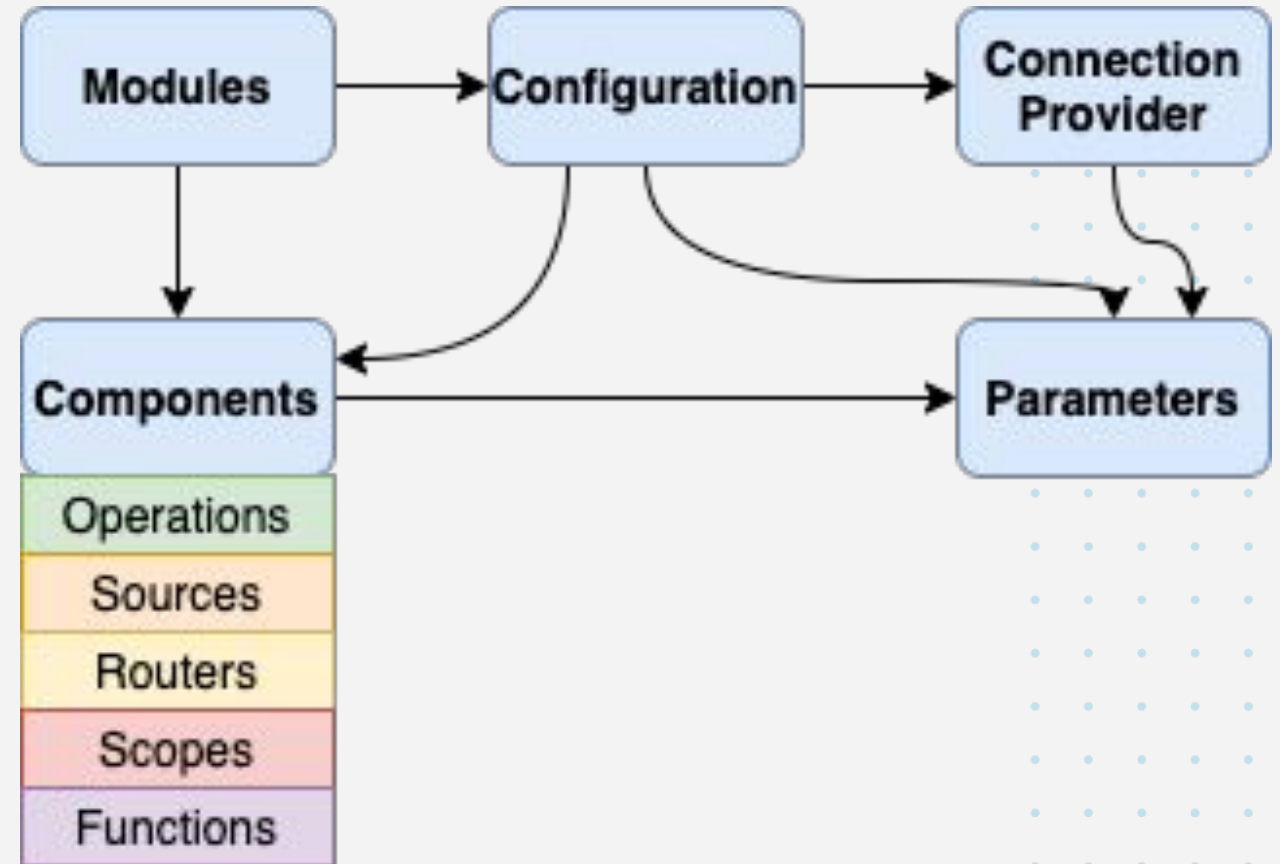 Modules
Configuration
Connection
Provider
Components
Parameters
Operations
Sources
Routers
Scopes
Functions